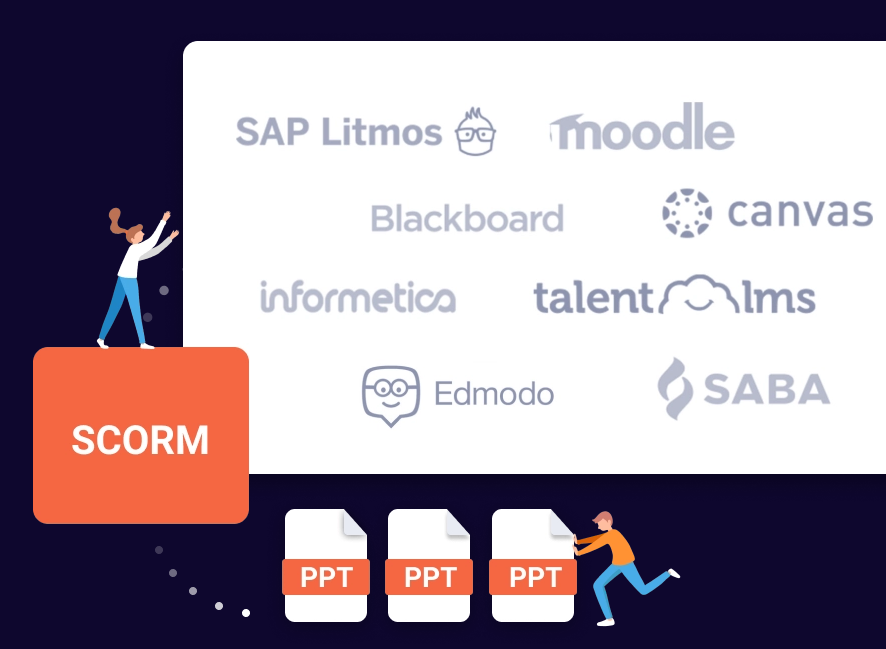 SAP Litmos
moodle
Blackboard
canvas
informetica
talent lms
Edmodo
SABA
SCORM
PPT
PPT
PPT